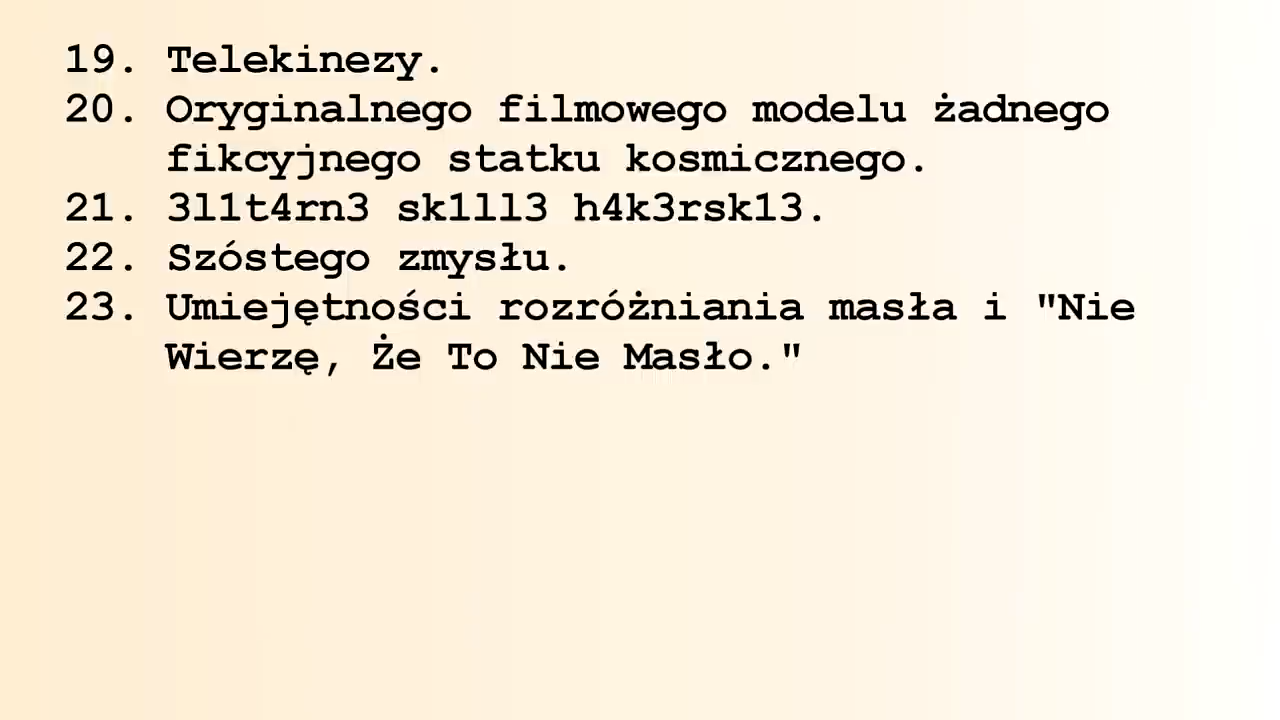 19. Telekinezy.
20. Oryginalnego filmowego modelu żadnego
fikcyjnego statku kosmicznego.
21. 3l1t4rn3 sk1ll3 h4k3rsk13.
22. Szóstego zmysłu.
23. Umiejętności rozróżniania masła i "Nie
Wierzę, Że To Nie Masło."